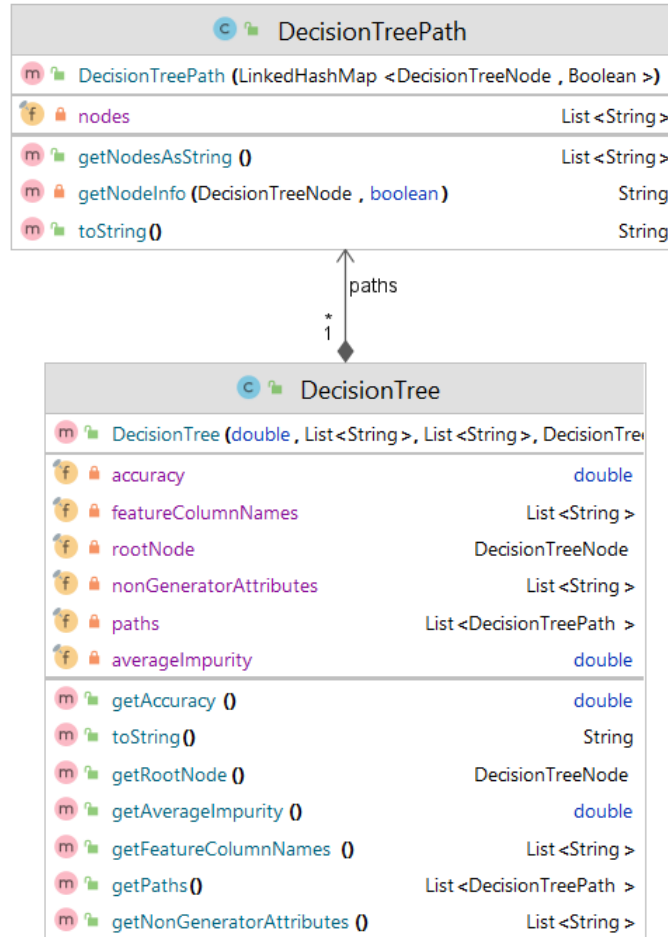 DecisionTreePath
DecisionTreePath (LinkedHashMap <DecisionTreeNode , Boolean >)
nodes List <String >
getNodesAsString () List <String >
getNodeInfo (DecisionTreeNode , boolean ) String
toString() String
paths
*
1
DecisionTree
DecisionTree (double , List<String>, List<String>, DecisionTree
accuracy double
featureColumnNames List <String >
rootNode DecisionTreeNode
nonGeneratorAttributes List <String >
paths List <DecisionTreePath >
averageImpurity double
getAccuracy () double
toString() String
getRootNode () DecisionTreeNode
getAverageImpurity () double
getFeatureColumnNames () List <String >
getPaths() List <DecisionTreePath >
getNonGeneratorAttributes () List <String >